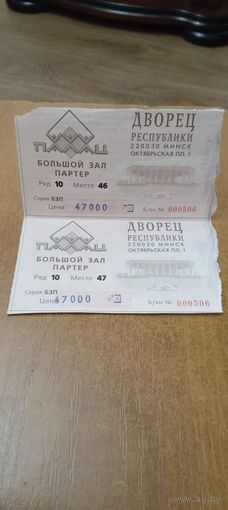 ПАЛАЦ
БОЛЬШОЙ ЗАЛ
ПАРТЕР
Ряд 10 Место 46
Серия БЗП
Цена 47000
ДВОРЕЦ
РЕСПУБЛИКИ
220030 МИНСК
ОКТЯБРЬСКАЯ ПЛ. 1
Б/кн № 000506
ПАЛАЦ
БОЛЬШОЙ ЗАЛ
ПАРТЕР
Ряд 10 Место 47
Серия БЗП
Цена 47000
ДВОРЕЦ
РЕСПУБЛИКИ
220030 МИНСК
ОКТЯБРЬСКАЯ ПЛ. 1
Б/кн № 000506
www.ay.by